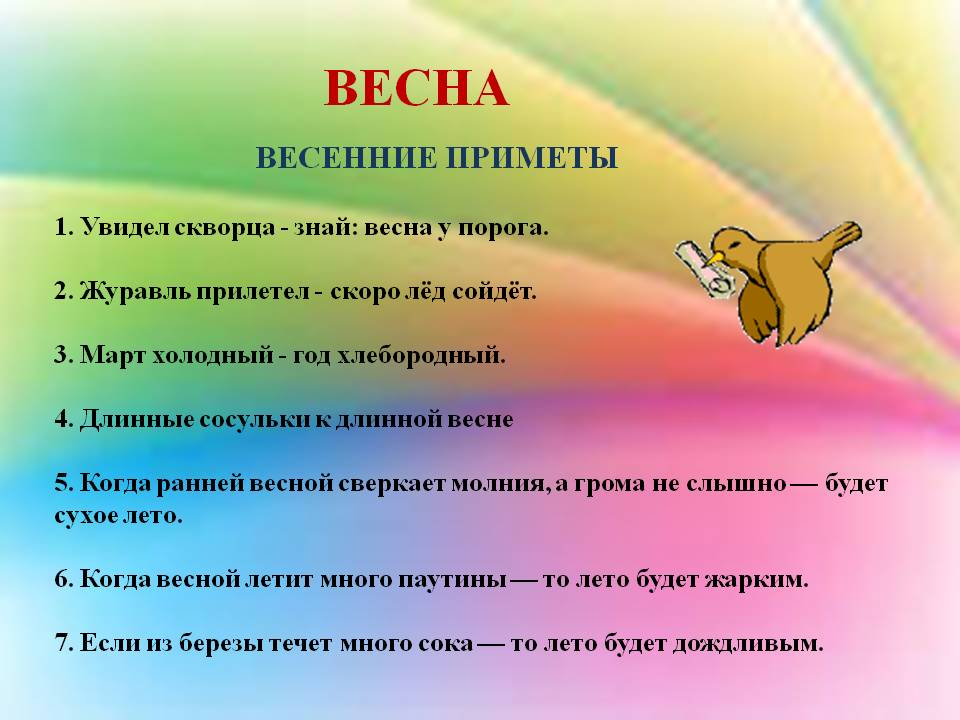 ВЕСНА
ВЕСЕННИЕ ПРИМЕТЫ
1. Увидел скворца - знай: весна у порога.
2. Журавль прилетел - скоро лёд сойдёт.
3. Март холодный - год хлебородный.
4. Длинные сосульки к длинной весне
5. Когда ранней весной сверкает молния, а грома не слышно — будет
сухое лето.
6. Когда весной летит много паутины — то лето будет жарким.
7. Если из березы течет много сока — то лето будет дождливым.